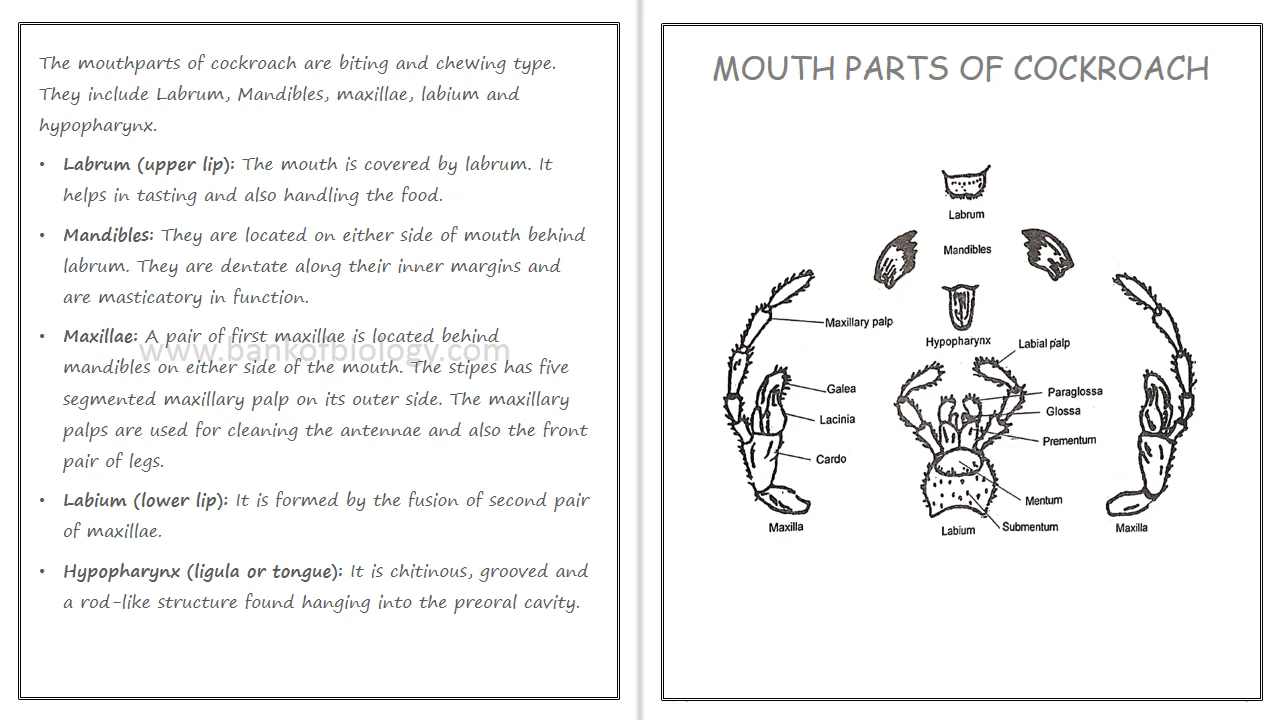 The mouthparts of cockroach are biting and chewing type.
They include Labrum, Mandibles, maxillae, labium and
hypopharynx.
• Labrum (upper lip): The mouth is covered by labrum. It
helps in tasting and also handling the food.
• Mandibles: They are located on either side of mouth behind
labrum. They are dentate along their inner margins and
are masticatory in function.
• Maxillae: A pair of first maxillae is located behind
www.bankofbiology.com
mandibles on either side of the mouth. The stipes has five
segmented maxillary palp on its outer side. The maxillary
palps are used for cleaning the antennae and also the front
pair of legs.
• Labium (lower lip): It is formed by the fusion of second pair
of maxillae.
• Hypopharynx (ligula or tongue): It is chitinous, grooved and
a rod-like structure found hanging into the preoral cavity.
MOUTH PARTS OF COCKROACH
Labrum
Mandibles
Maxillary palp
Hypopharynx
Labial palp
Galea
Paraglossa
Lacinia
Glossa
Prementum
Cardo
Mentum
Maxilla
Labium
Submentum
Maxilla